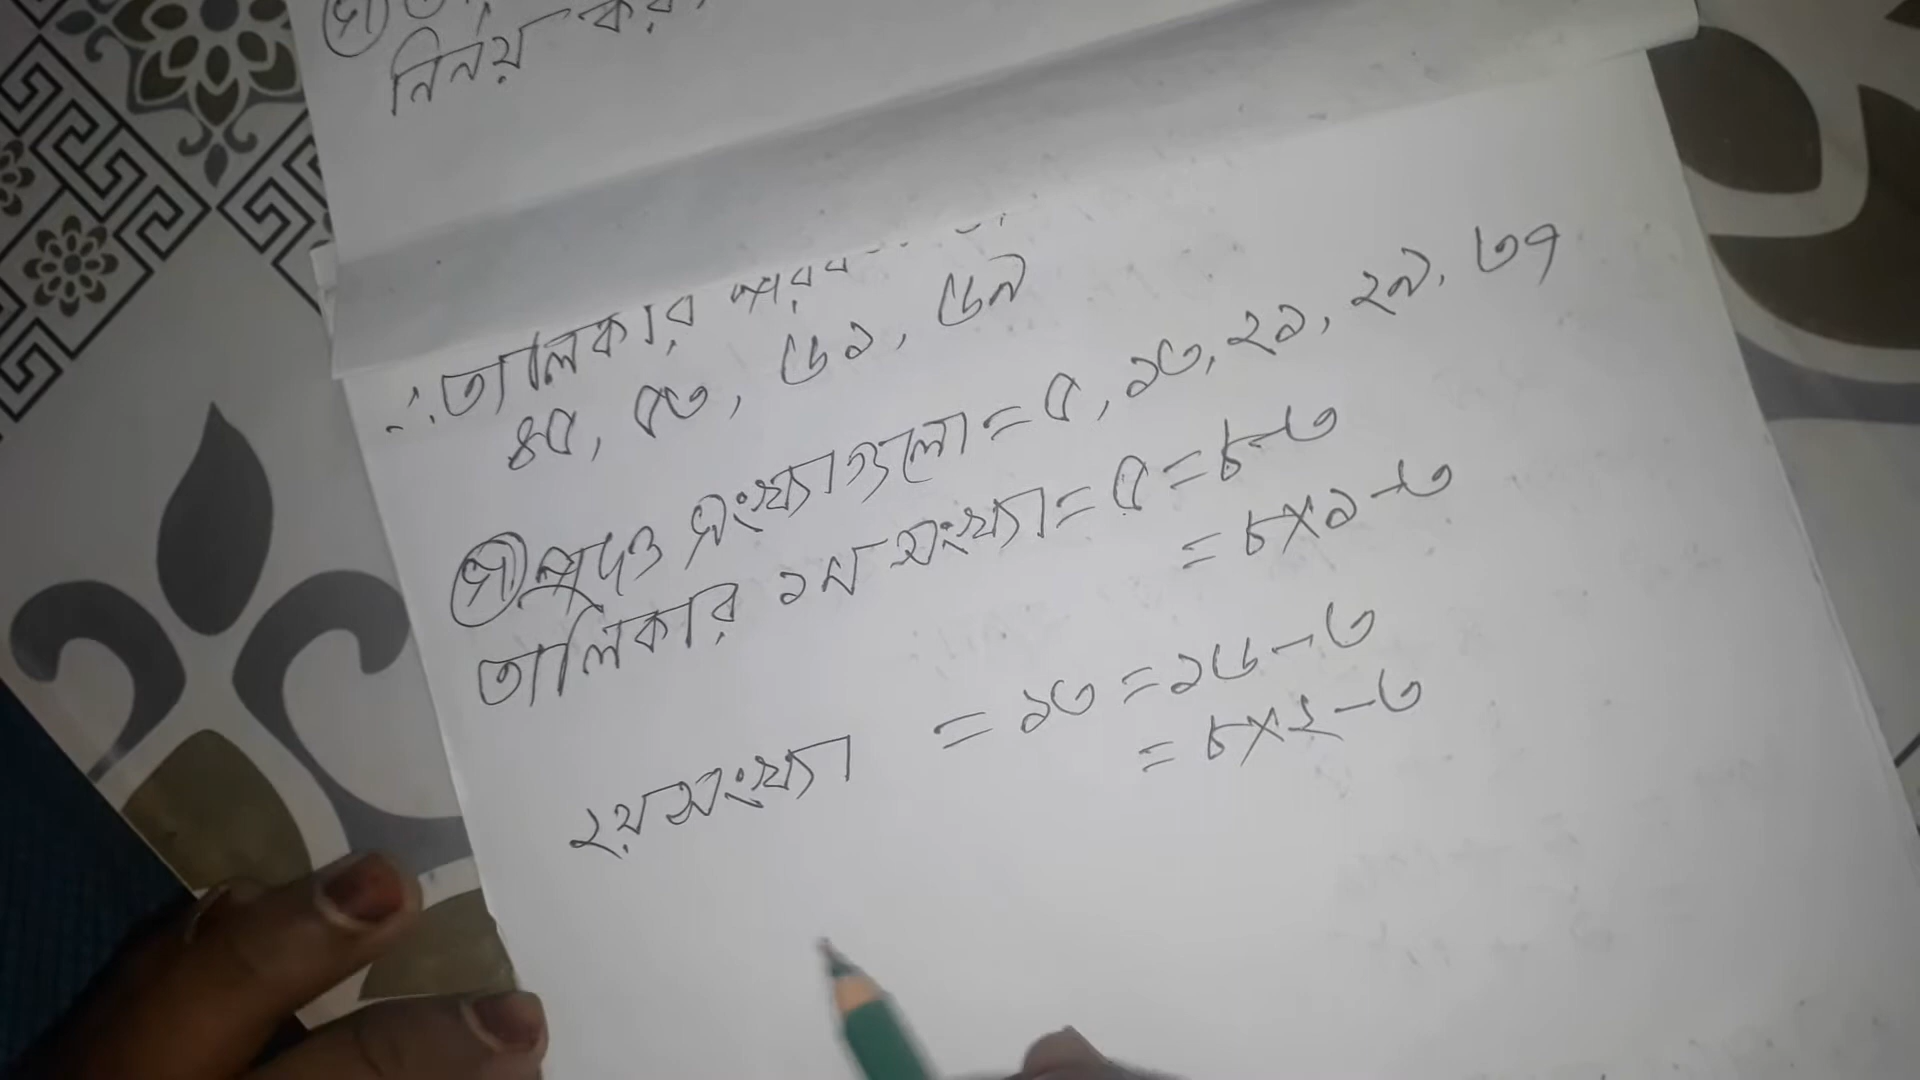 নির্নয় কর।
∴ তালিকার
৪৫, ৫৩, ৬১, ৬৯
গ) প্রদত্ত সংখ্যাগুলো = ৫, ১৩, ২১, ২৯, ৩৭
তালিকার ১ম সংখ্যা = ৫ = ৮-৩
= ৮×১-৩
২য় সংখ্যা = ১৩ = ১৬-৩
= ৮×২-৩